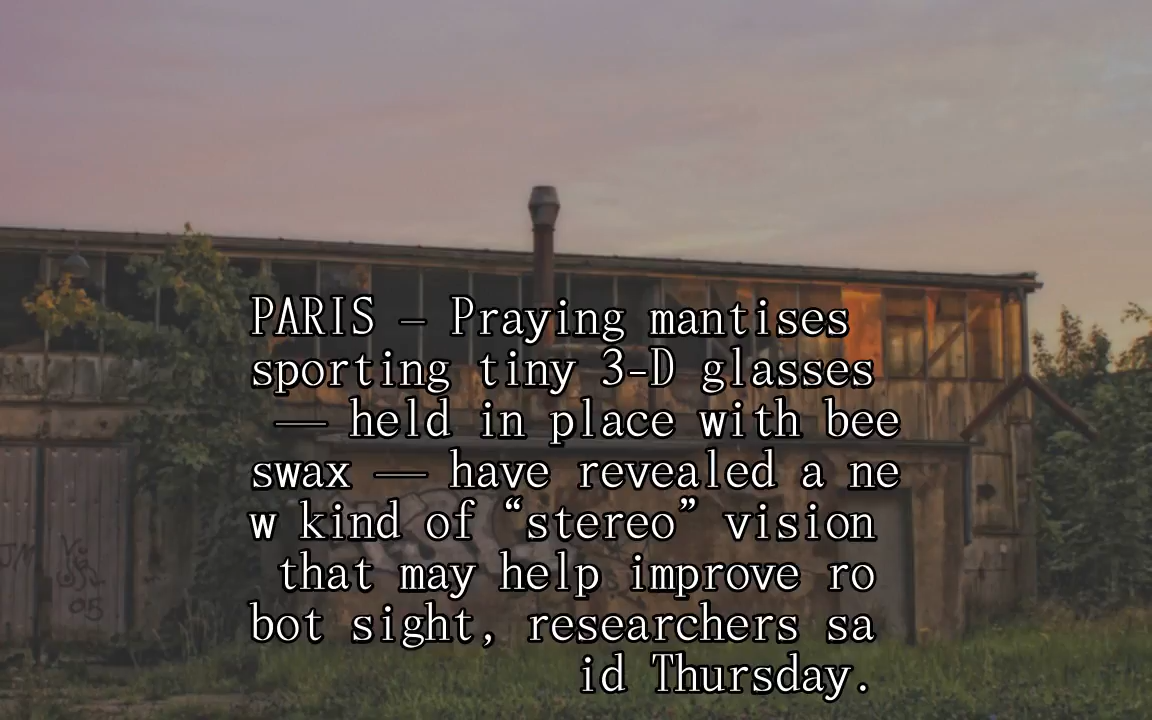 PARIS – Praying mantises
sporting tiny 3-D glasses
— held in place with bee
swax — have revealed a ne
w kind of “stereo” vision
that may help improve ro
bot sight, researchers sa
id Thursday.
05